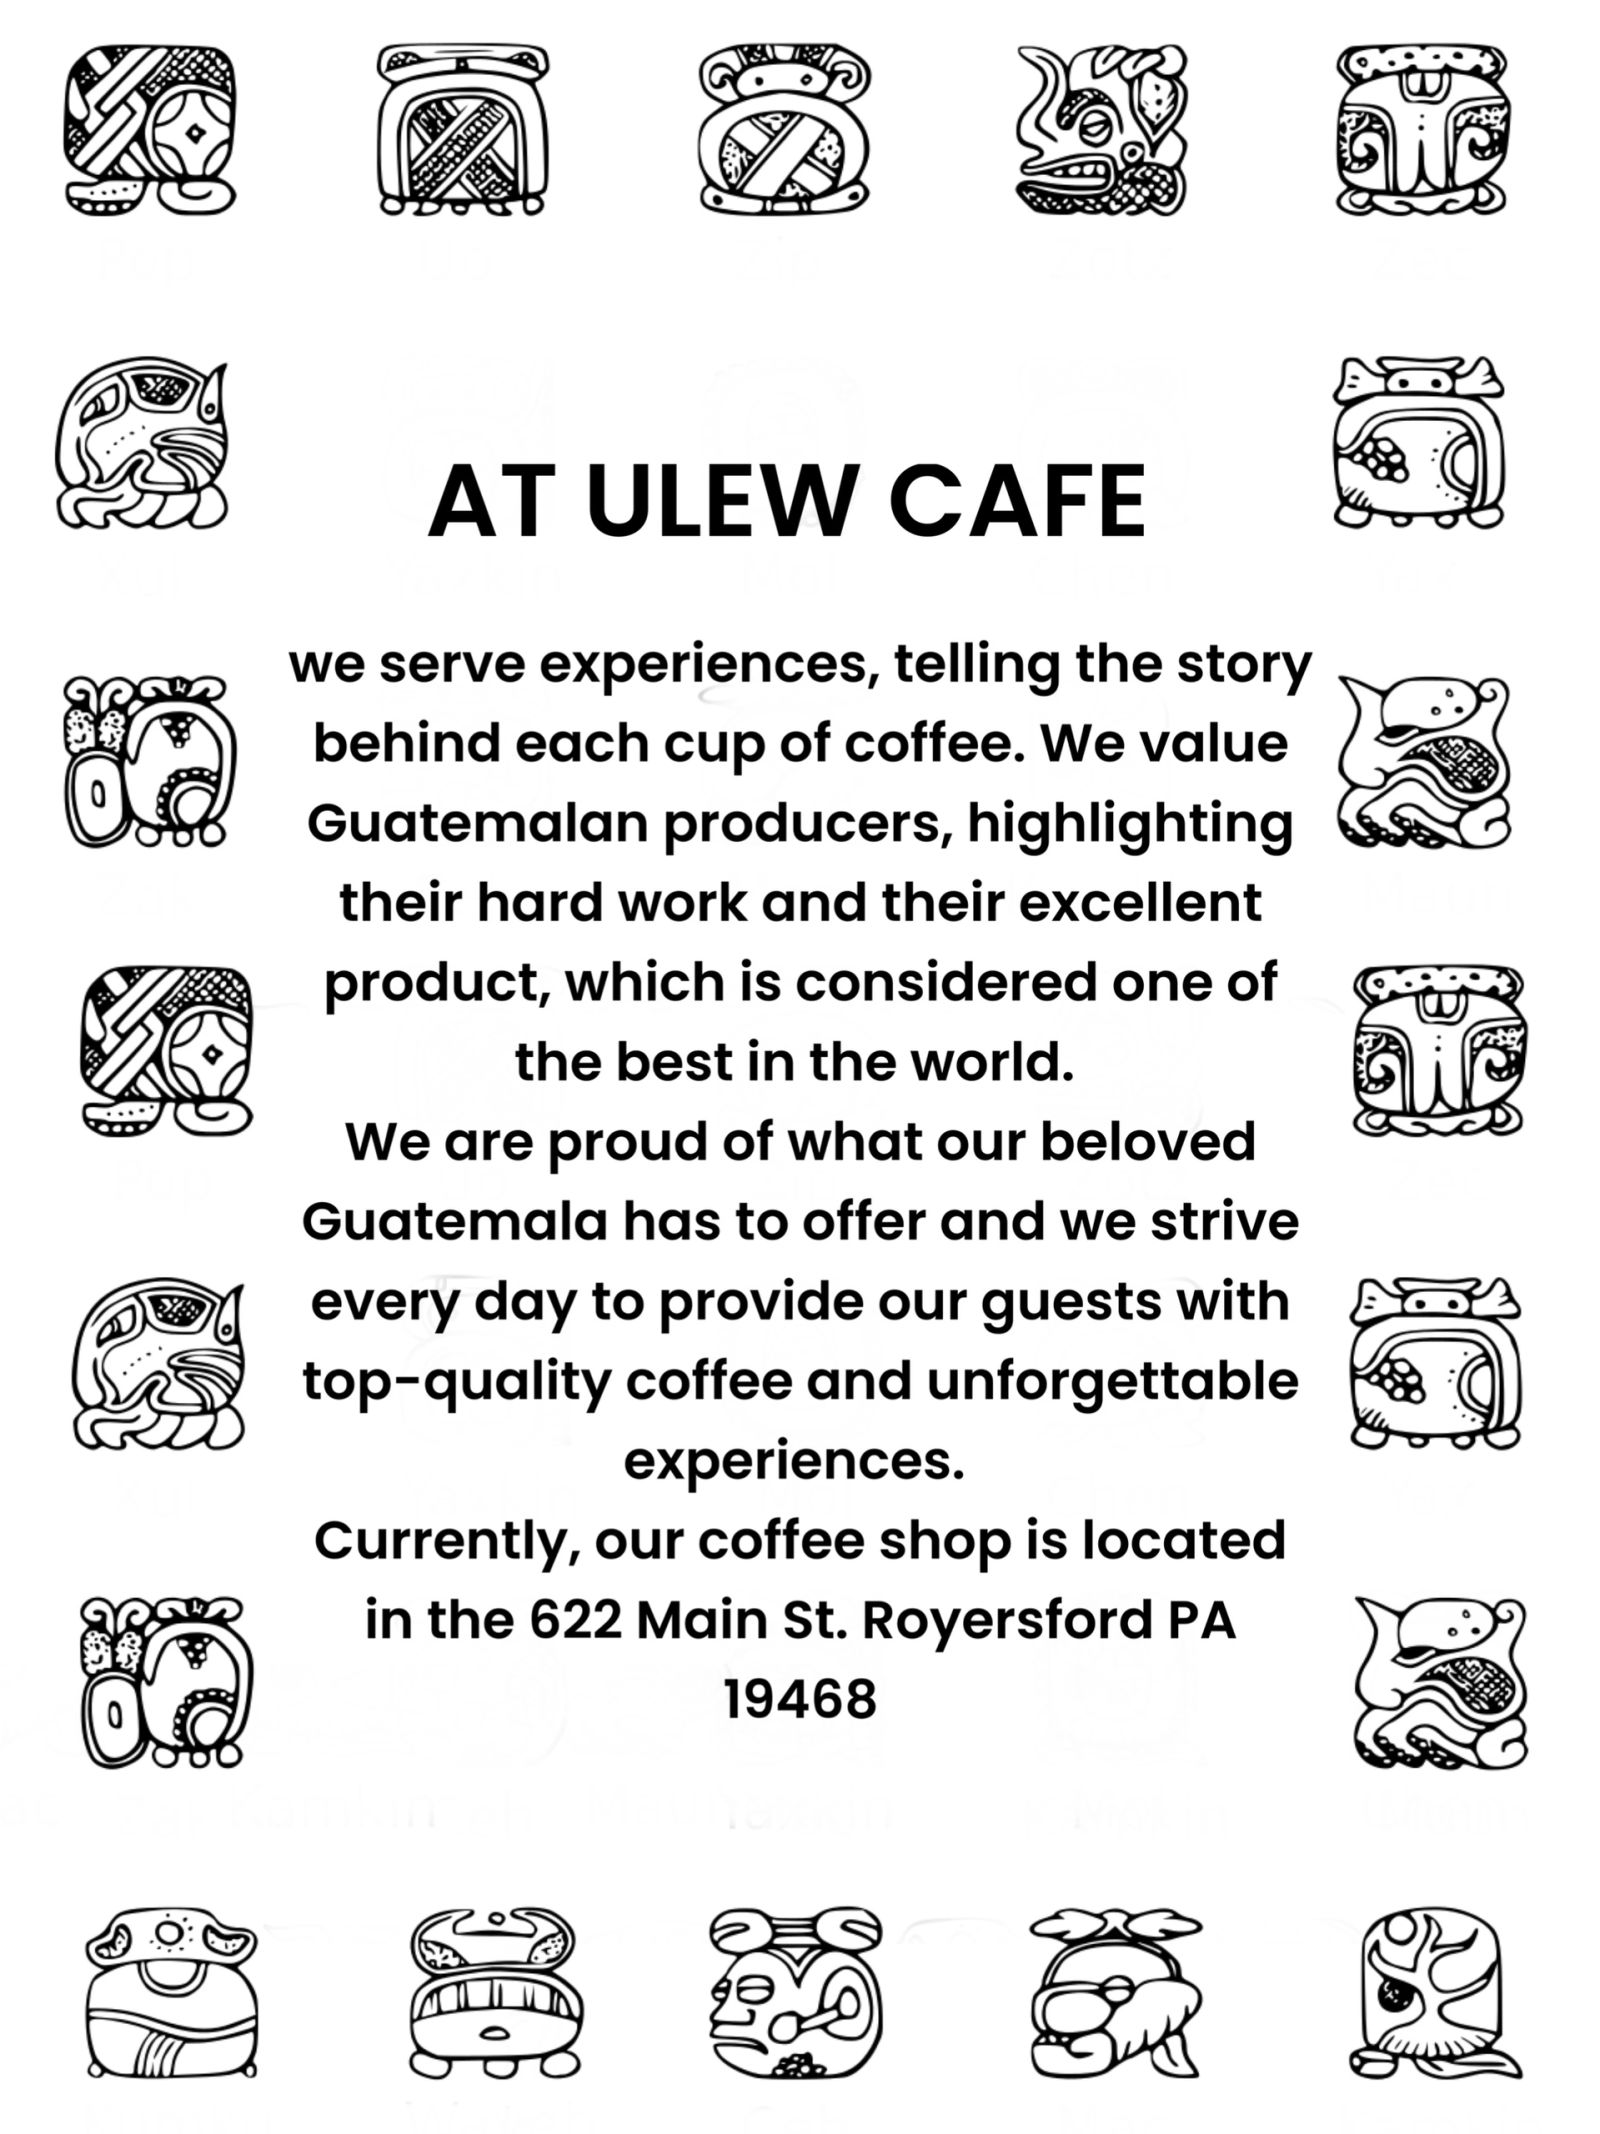 AT ULEW CAFE
we serve experiences, telling the story
behind each cup of coffee. We value
Guatemalan producers, highlighting
their hard work and their excellent
product, which is considered one of
the best in the world.
We are proud of what our beloved
Guatemala has to offer and we strive
every day to provide our guests with
top-quality coffee and unforgettable
experiences.
Currently, our coffee shop is located
in the 622 Main St. Royersford PA
19468